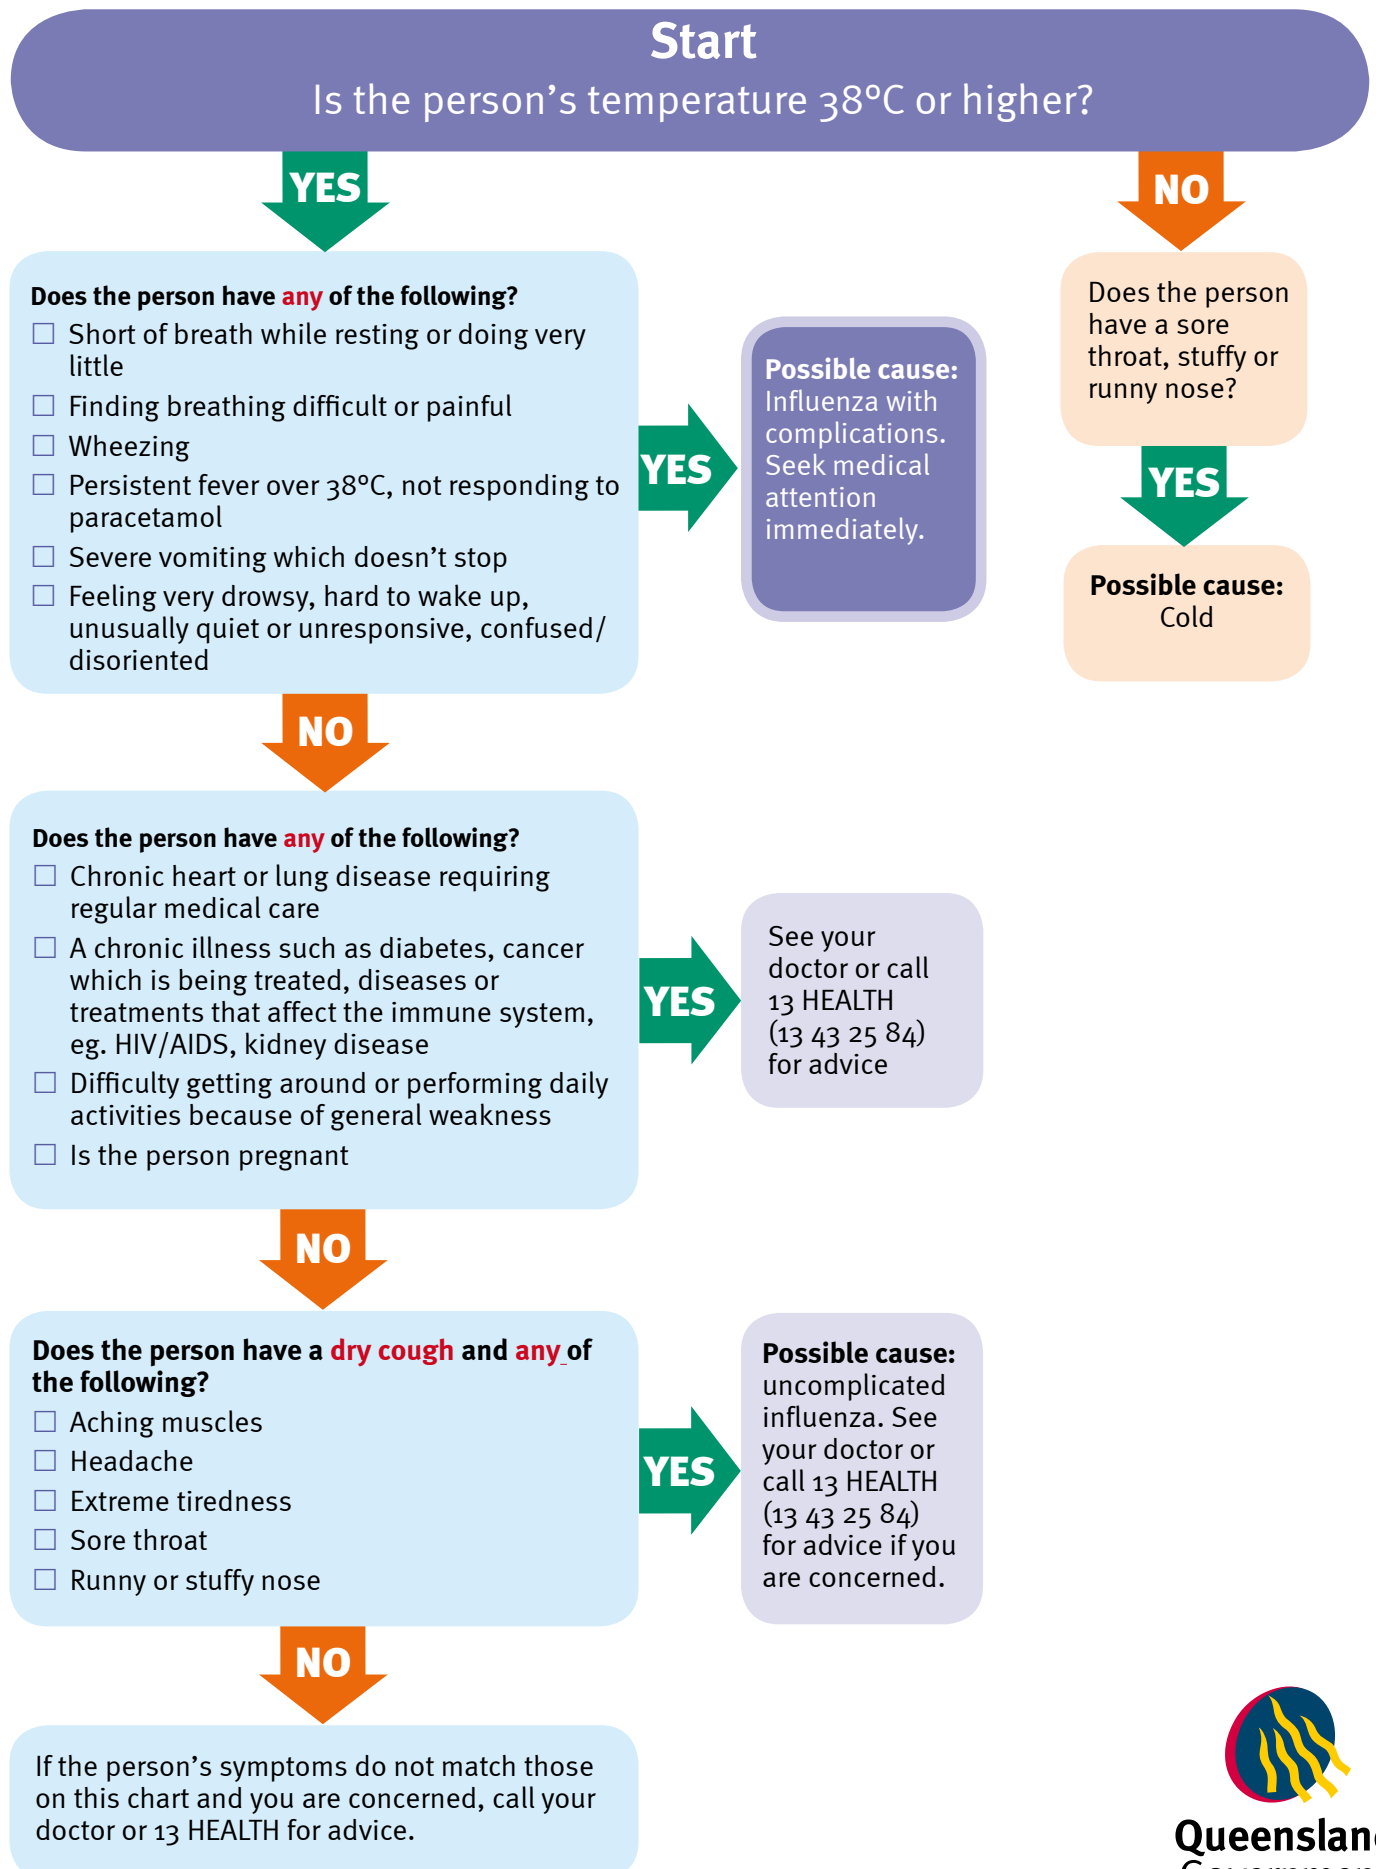 Start
Is the person's temperature 38°C or higher?
YES
NO
Does the person have any of the following?
Short of breath while resting or doing very
little
Finding breathing difficult or painful
Wheezing
Persistent fever over 38°C, not responding to
paracetamol
Severe vomiting which doesn't stop
Feeling very drowsy, hard to wake up,
unusually quiet or unresponsive, confused/
disoriented
YES
Possible cause:
Influenza with
complications.
Seek medical
attention
immediately.
Does the person
have a sore
throat, stuffy or
runny nose?
YES
Possible cause:
Cold
NO
Does the person have any of the following?
Chronic heart or lung disease requiring
regular medical care
A chronic illness such as diabetes, cancer
which is being treated, diseases or
treatments that affect the immune system,
eg. HIV/AIDS, kidney disease
Difficulty getting around or performing daily
activities because of general weakness
Is the person pregnant
YES
See your
doctor or call
13 HEALTH
(13 43 25 84)
for advice
NO
Does the person have a dry cough and any of
the following?
Aching muscles
Headache
Extreme tiredness
Sore throat
Runny or stuffy nose
YES
Possible cause:
uncomplicated
influenza. See
your doctor or
call 13 HEALTH
(13 43 25 84)
for advice if you
are concerned.
NO
If the person's symptoms do not match those
on this chart and you are concerned, call your
doctor or 13 HEALTH for advice.
Queenslan